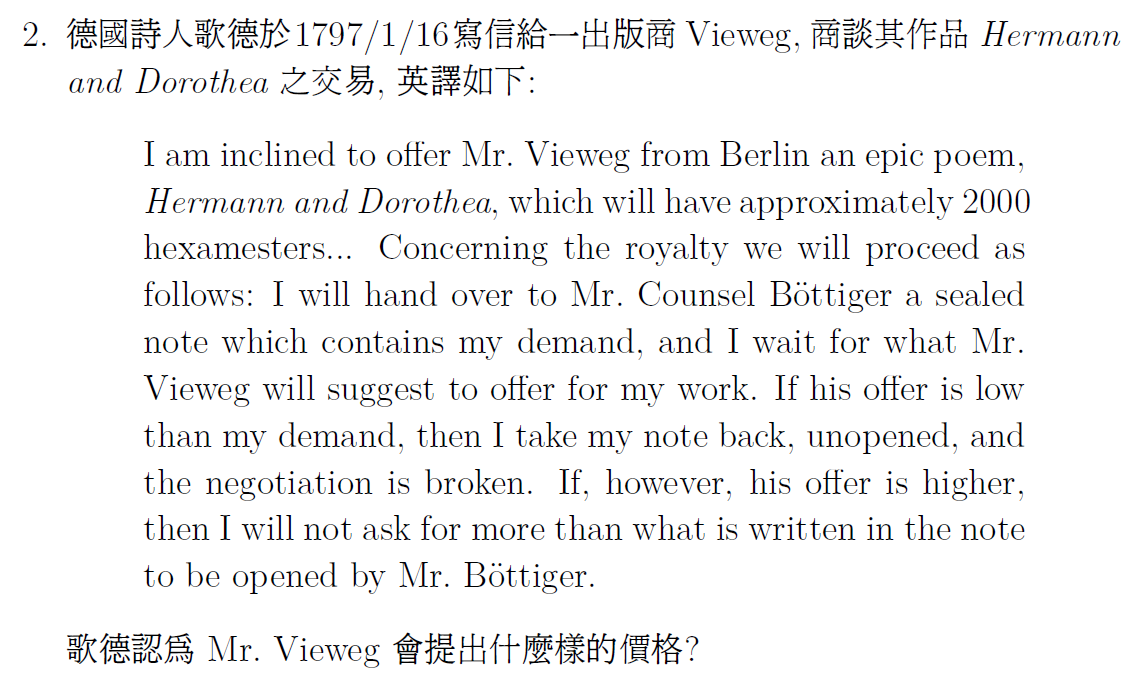 2. 德國詩人歌德於1797/1/16寫信給一出版商 Vieweg, 商談其作品 Hermann
and Dorothea 之交易, 英譯如下:
I am inclined to offer Mr. Vieweg from Berlin an epic poem,
Hermann and Dorothea, which will have approximately 2000
hexamesters... Concerning the royalty we will proceed as
follows: I will hand over to Mr. Counsel Böttiger a sealed
note which contains my demand, and I wait for what Mr.
Vieweg will suggest to offer for my work. If his offer is low
than my demand, then I take my note back, unopened, and
the negotiation is broken. If, however, his offer is higher,
then I will not ask for more than what is written in the note
to be opened by Mr. Böttiger.
歌德認爲 Mr. Vieweg 會提出什麼樣的價格?